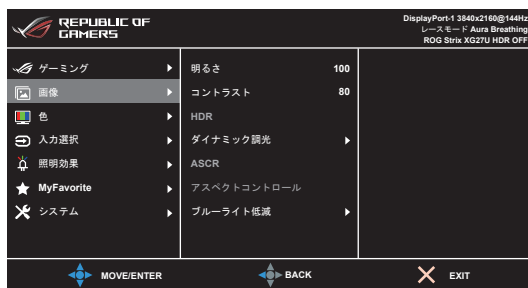 REPUBLIC OF
GAMERS
DisplayPort-1 3840x2160@144Hz
レースモード Aura Breathing
ROG Strix XG27U HDR OFF
ゲーミング
画像
色
入力選択
照明効果
MyFavorite
システム
明るさ 100
コントラスト 80
HDR
ダイナミック調光
ASCR
アスペクトコントロール
ブルーライト低減
MOVE/ENTER
BACK
EXIT